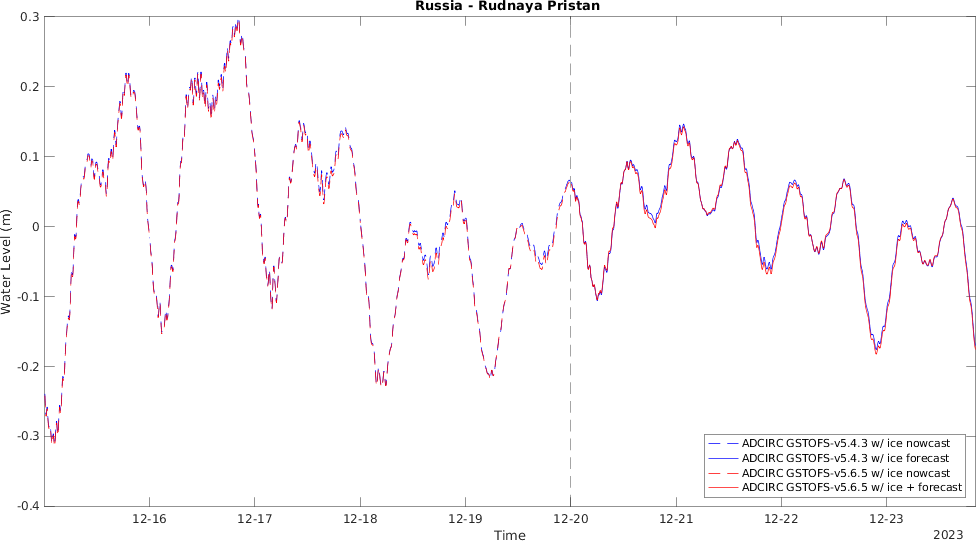 Russia - Rudnaya Pristan
0.3
0.2
0.1
0
-0.1
-0.2
-0.3
-0.4
Water Level (m)
ADCIRC GSTOFS-v5.4.3 w/ ice nowcast
ADCIRC GSTOFS-v5.4.3 w/ ice forecast
ADCIRC GSTOFS-v5.6.5 w/ ice nowcast
ADCIRC GSTOFS-v5.6.5 w/ ice + forecast
12-16 12-17 12-18 12-19 12-20 12-21 12-22 12-23
Time
2023